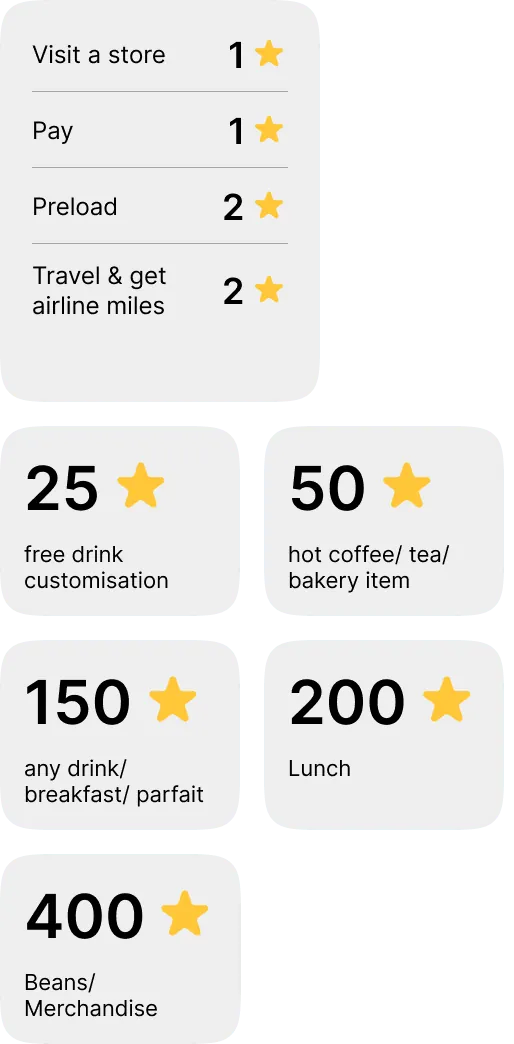 Visit a store 1
Pay 1
Preload 2
Travel & get
airline miles 2
25
free drink
customisation
50
hot coffee/ tea/
bakery item
150
any drink/
breakfast/ parfait
200
Lunch
400
Beans/
Merchandise